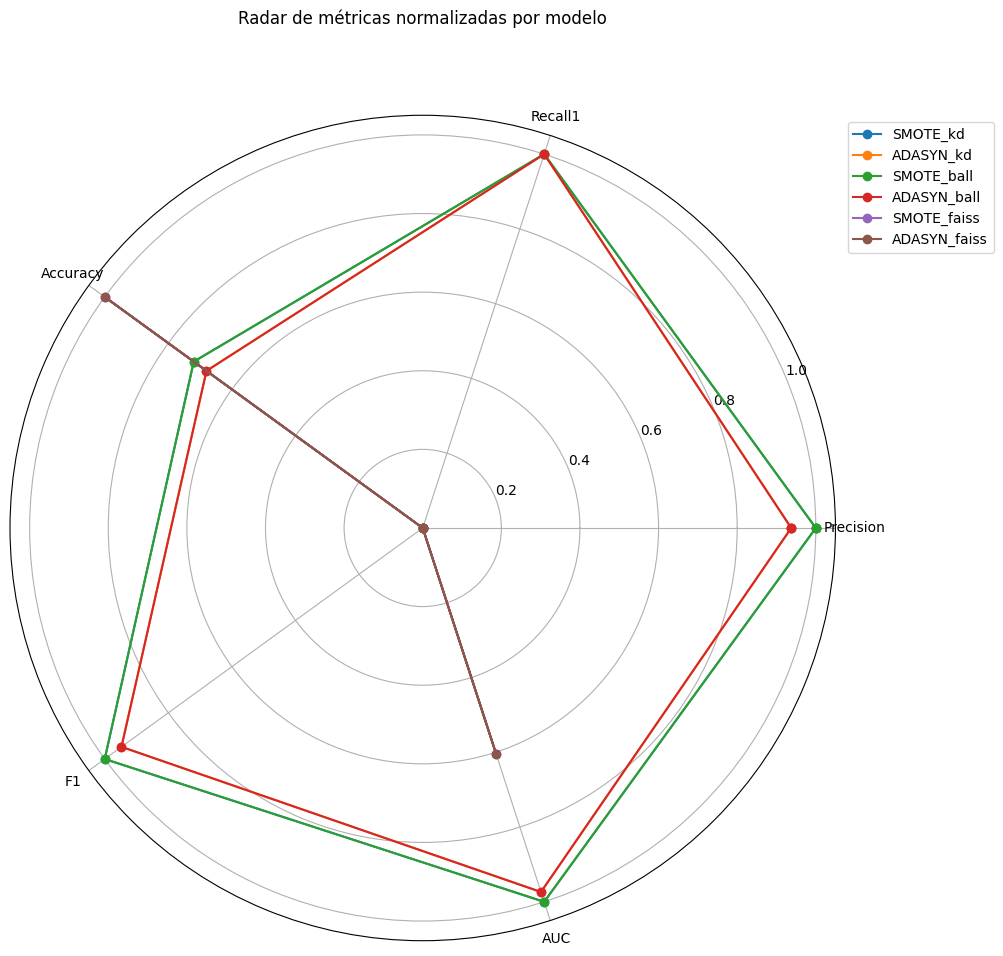 Radar de métricas normalizadas por modelo
Recall1
SMOTE_kd
ADASYN_kd
SMOTE_ball
ADASYN_ball
SMOTE_faiss
ADASYN_faiss
Accuracy
1.0
0.8
0.6
0.4
0.2
Precision
F1
AUC